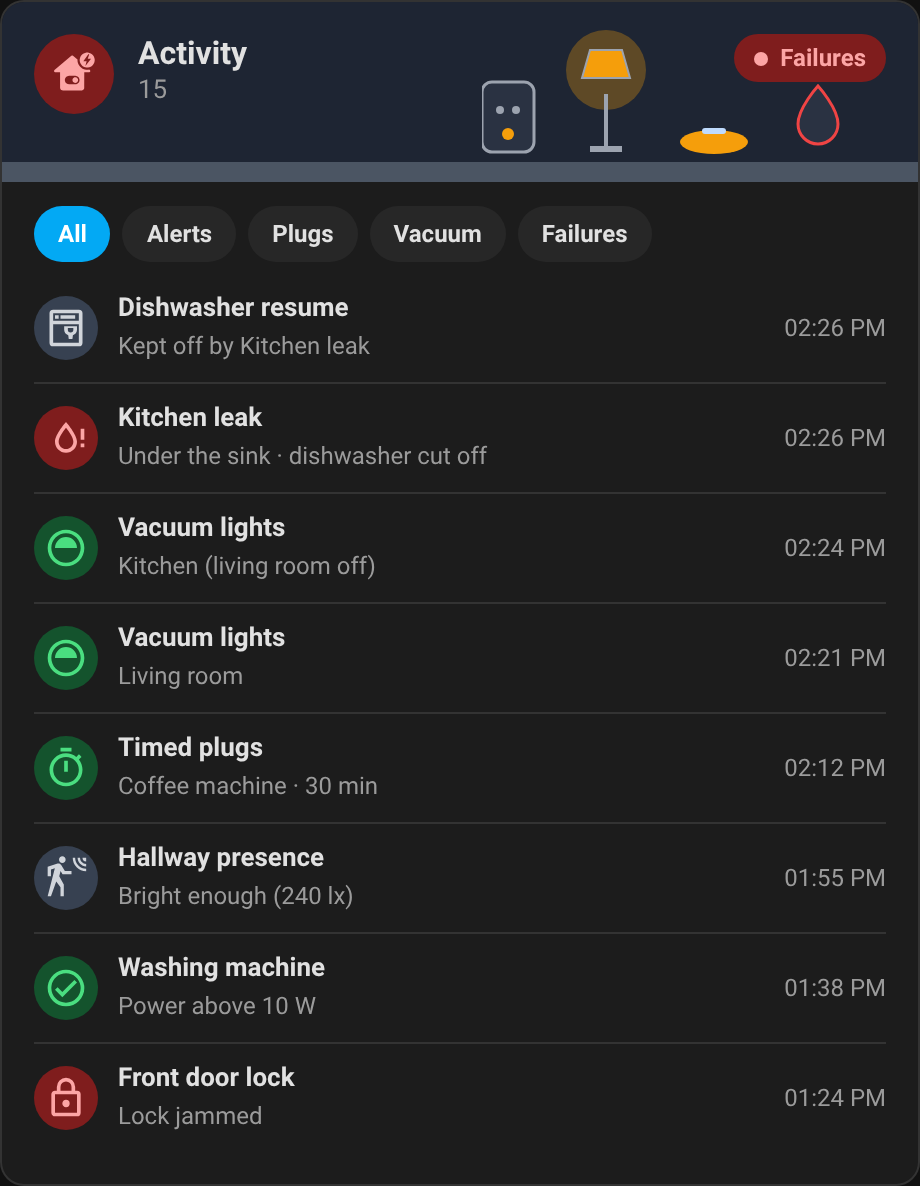 Activity
15
Failures
All
Alerts
Plugs
Vacuum
Failures
Dishwasher resume
Kept off by Kitchen leak
02:26 PM
Kitchen leak
Under the sink · dishwasher cut off
02:26 PM
Vacuum lights
Kitchen (living room off)
02:24 PM
Vacuum lights
Living room
02:21 PM
Timed plugs
Coffee machine · 30 min
02:12 PM
Hallway presence
Bright enough (240 lx)
01:55 PM
Washing machine
Power above 10 W
01:38 PM
Front door lock
Lock jammed
01:24 PM